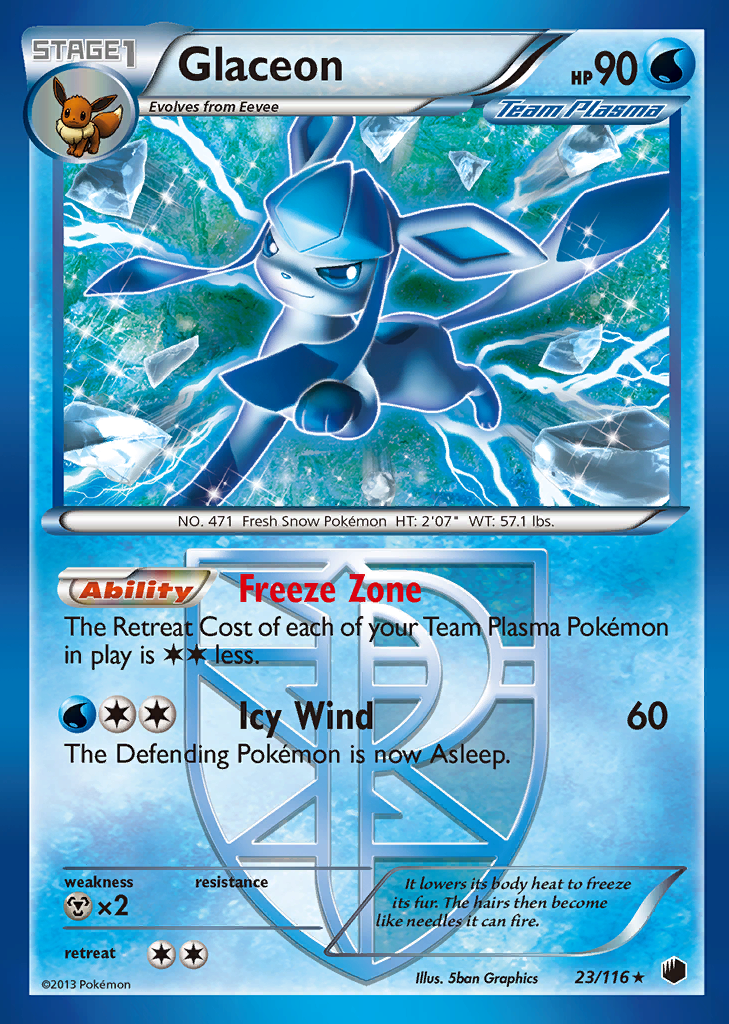 STAGE1
Glaceon
HP90
Evolves from Eevee
Team Plasma
NO. 471 Fresh Snow Pokémon HT: 2'07" WT: 57.1 lbs.
Ability Freeze Zone
The Retreat Cost of each of your Team Plasma Pokémon
in play is less.
Icy Wind 60
The Defending Pokémon is now Asleep.
weakness resistance
×2
It lowers its body heat to freeze
its fur. The hairs then become
like needles it can fire.
retreat
©2013 Pokémon
Illus. 5ban Graphics 23/116★